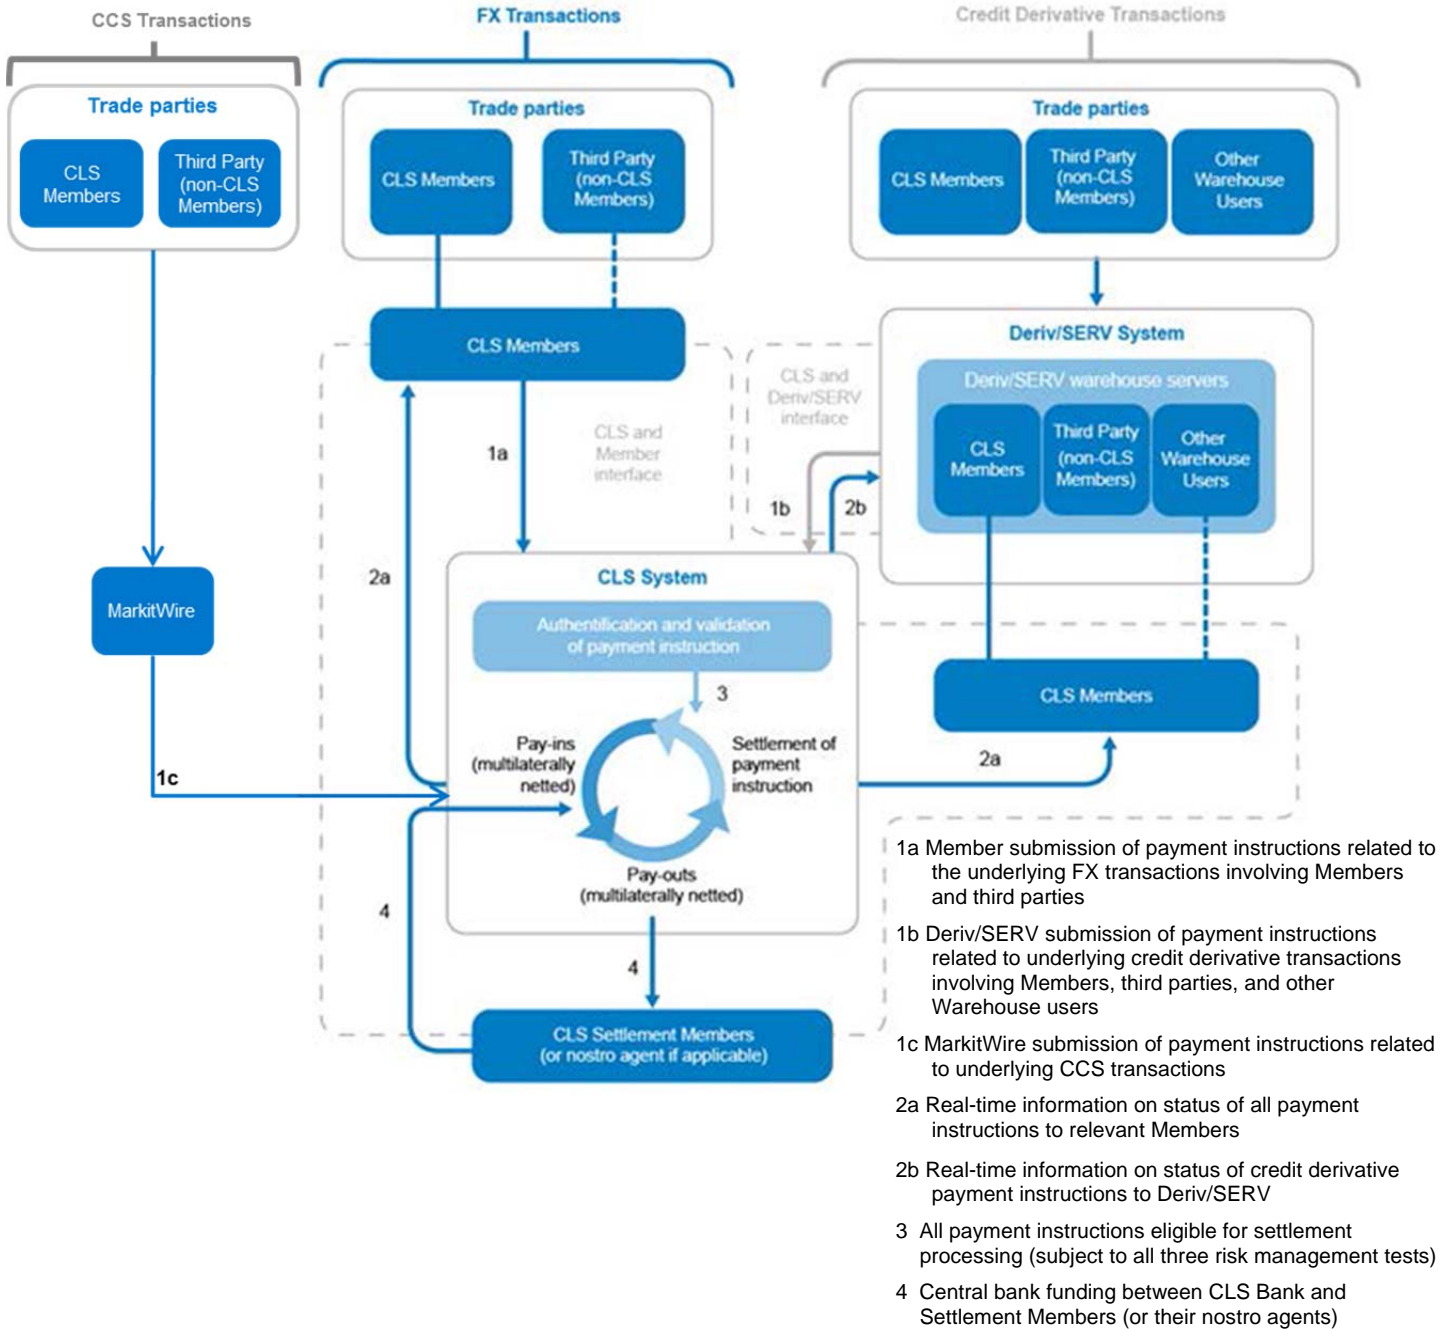 CCS Transactions
FX Transactions
Credit Derivative Transactions
Trade parties
CLS
Members
Third Party
(non-CLS
Members)
Trade parties
CLS Members
Third Party
(non-CLS
Members)
Trade parties
CLS Members
Third Party
(non-CLS
Members)
Other
Warehouse
Users
CLS Members
CLS and
Member
interface
CLS and
Deriv/SERV
interface
Deriv/SERV System
Deriv/SERV warehouse servers
CLS
Members
Third Party
(non-CLS
Members)
Other
Warehouse
Users
1a
1b
2b
2a
MarkitWire
1c
CLS System
Authentification and validation
of payment instruction
3
Pay-ins
(multilaterally
netted)
Settlement of
payment
instruction
Pay-outs
(multilaterally netted)
CLS Members
2a
4
4
CLS Settlement Members
(or nostro agent if applicable)
1a Member submission of payment instructions related to
the underlying FX transactions involving Members
and third parties
1b Deriv/SERV submission of payment instructions
related to underlying credit derivative transactions
involving Members, third parties, and other
Warehouse users
1c MarkitWire submission of payment instructions related
to underlying CCS transactions
2a Real-time information on status of all payment
instructions to relevant Members
2b Real-time information on status of credit derivative
payment instructions to Deriv/SERV
3 All payment instructions eligible for settlement
processing (subject to all three risk management tests)
4 Central bank funding between CLS Bank and
Settlement Members (or their nostro agents)